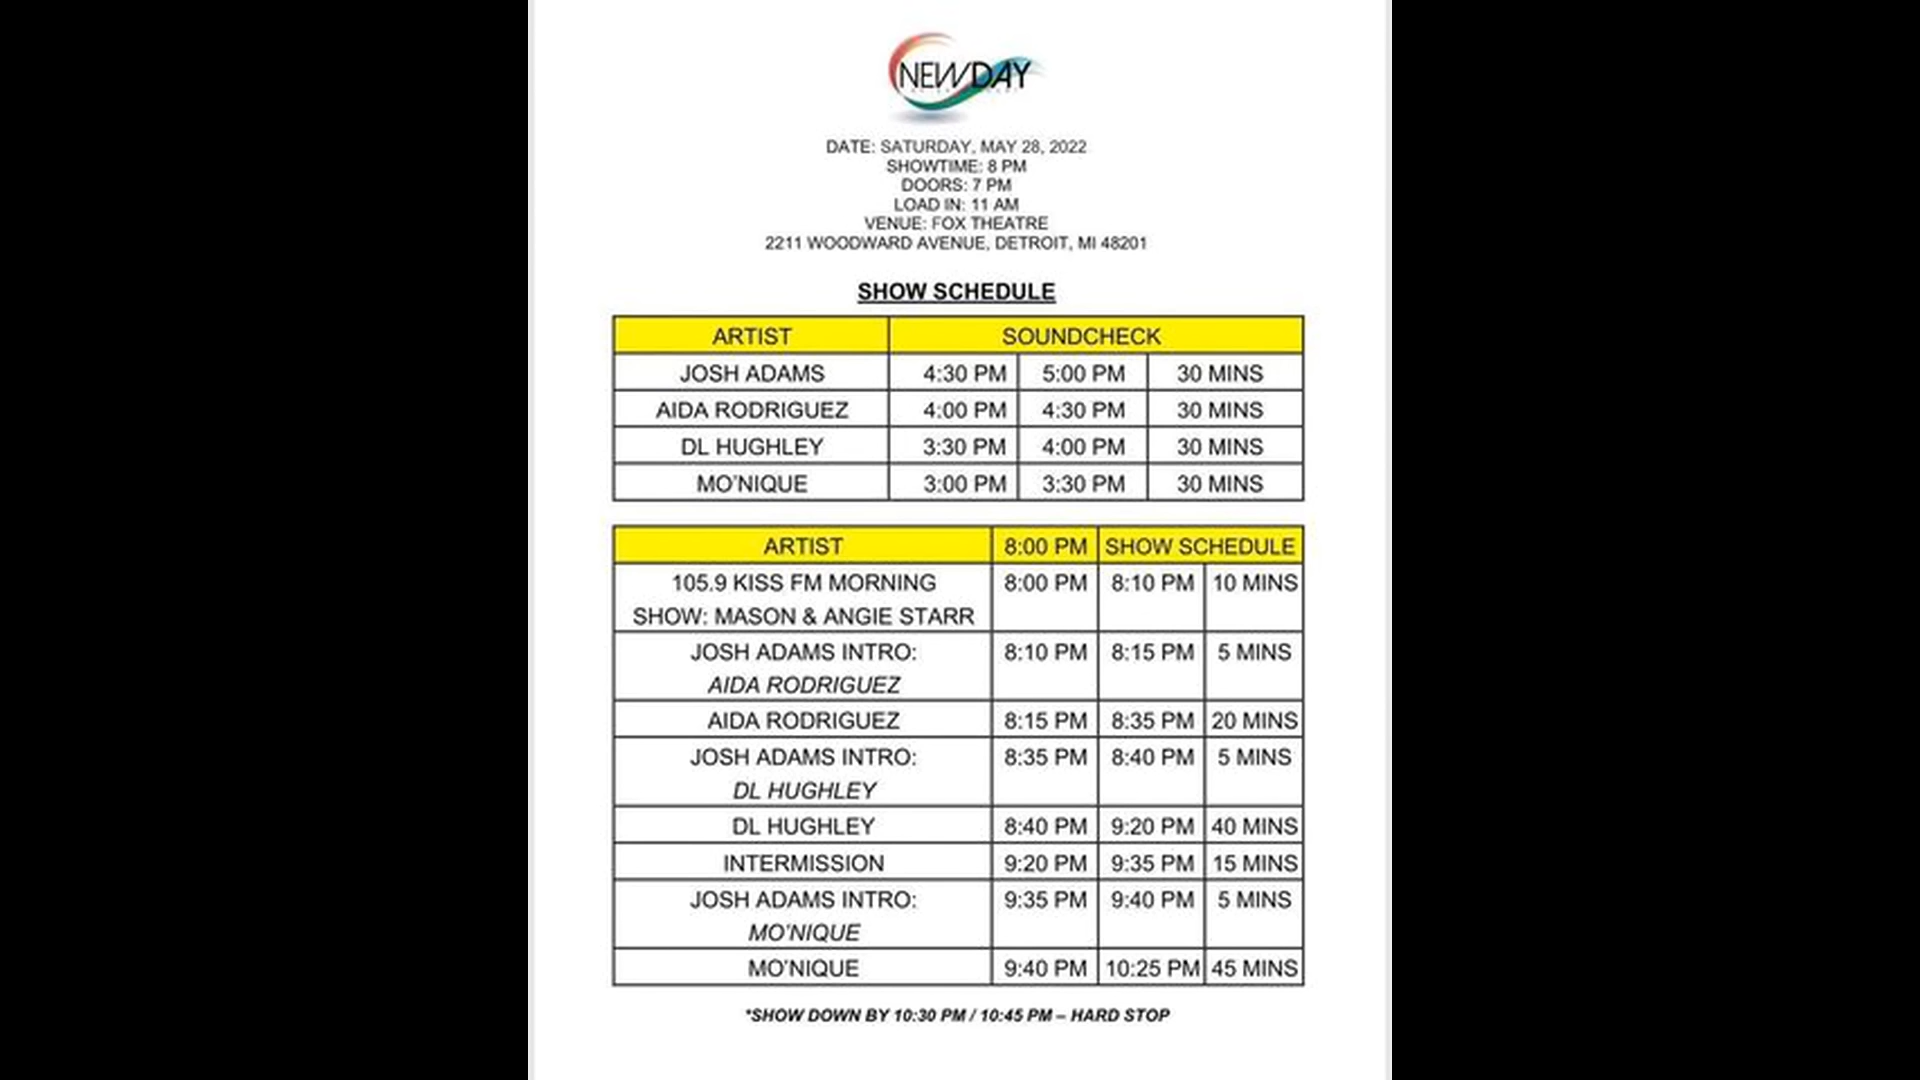 NEWDAY
DATE: SATURDAY, MAY 28, 2022
SHOWTIME: 8 PM
DOORS: 7 PM
LOAD IN: 11 AM
VENUE: FOX THEATRE
2211 WOODWARD AVENUE, DETROIT, MI 48201
SHOW SCHEDULE
ARTIST SOUNDCHECK
JOSH ADAMS 4:30 PM 5:00 PM 30 MINS
AIDA RODRIGUEZ 4:00 PM 4:30 PM 30 MINS
DL HUGHLEY 3:30 PM 4:00 PM 30 MINS
MO'NIQUE 3:00 PM 3:30 PM 30 MINS
ARTIST 8:00 PM SHOW SCHEDULE
105.9 KISS FM MORNING 8:00 PM 8:10 PM 10 MINS
SHOW: MASON & ANGIE STARR
JOSH ADAMS INTRO: 8:10 PM 8:15 PM 5 MINS
AIDA RODRIGUEZ
AIDA RODRIGUEZ 8:15 PM 8:35 PM 20 MINS
JOSH ADAMS INTRO: 8:35 PM 8:40 PM 5 MINS
DL HUGHLEY
DL HUGHLEY 8:40 PM 9:20 PM 40 MINS
INTERMISSION 9:20 PM 9:35 PM 15 MINS
JOSH ADAMS INTRO: 9:35 PM 9:40 PM 5 MINS
MO'NIQUE
MO'NIQUE 9:40 PM 10:25 PM 45 MINS
*SHOW DOWN BY 10:30 PM / 10:45 PM – HARD STOP